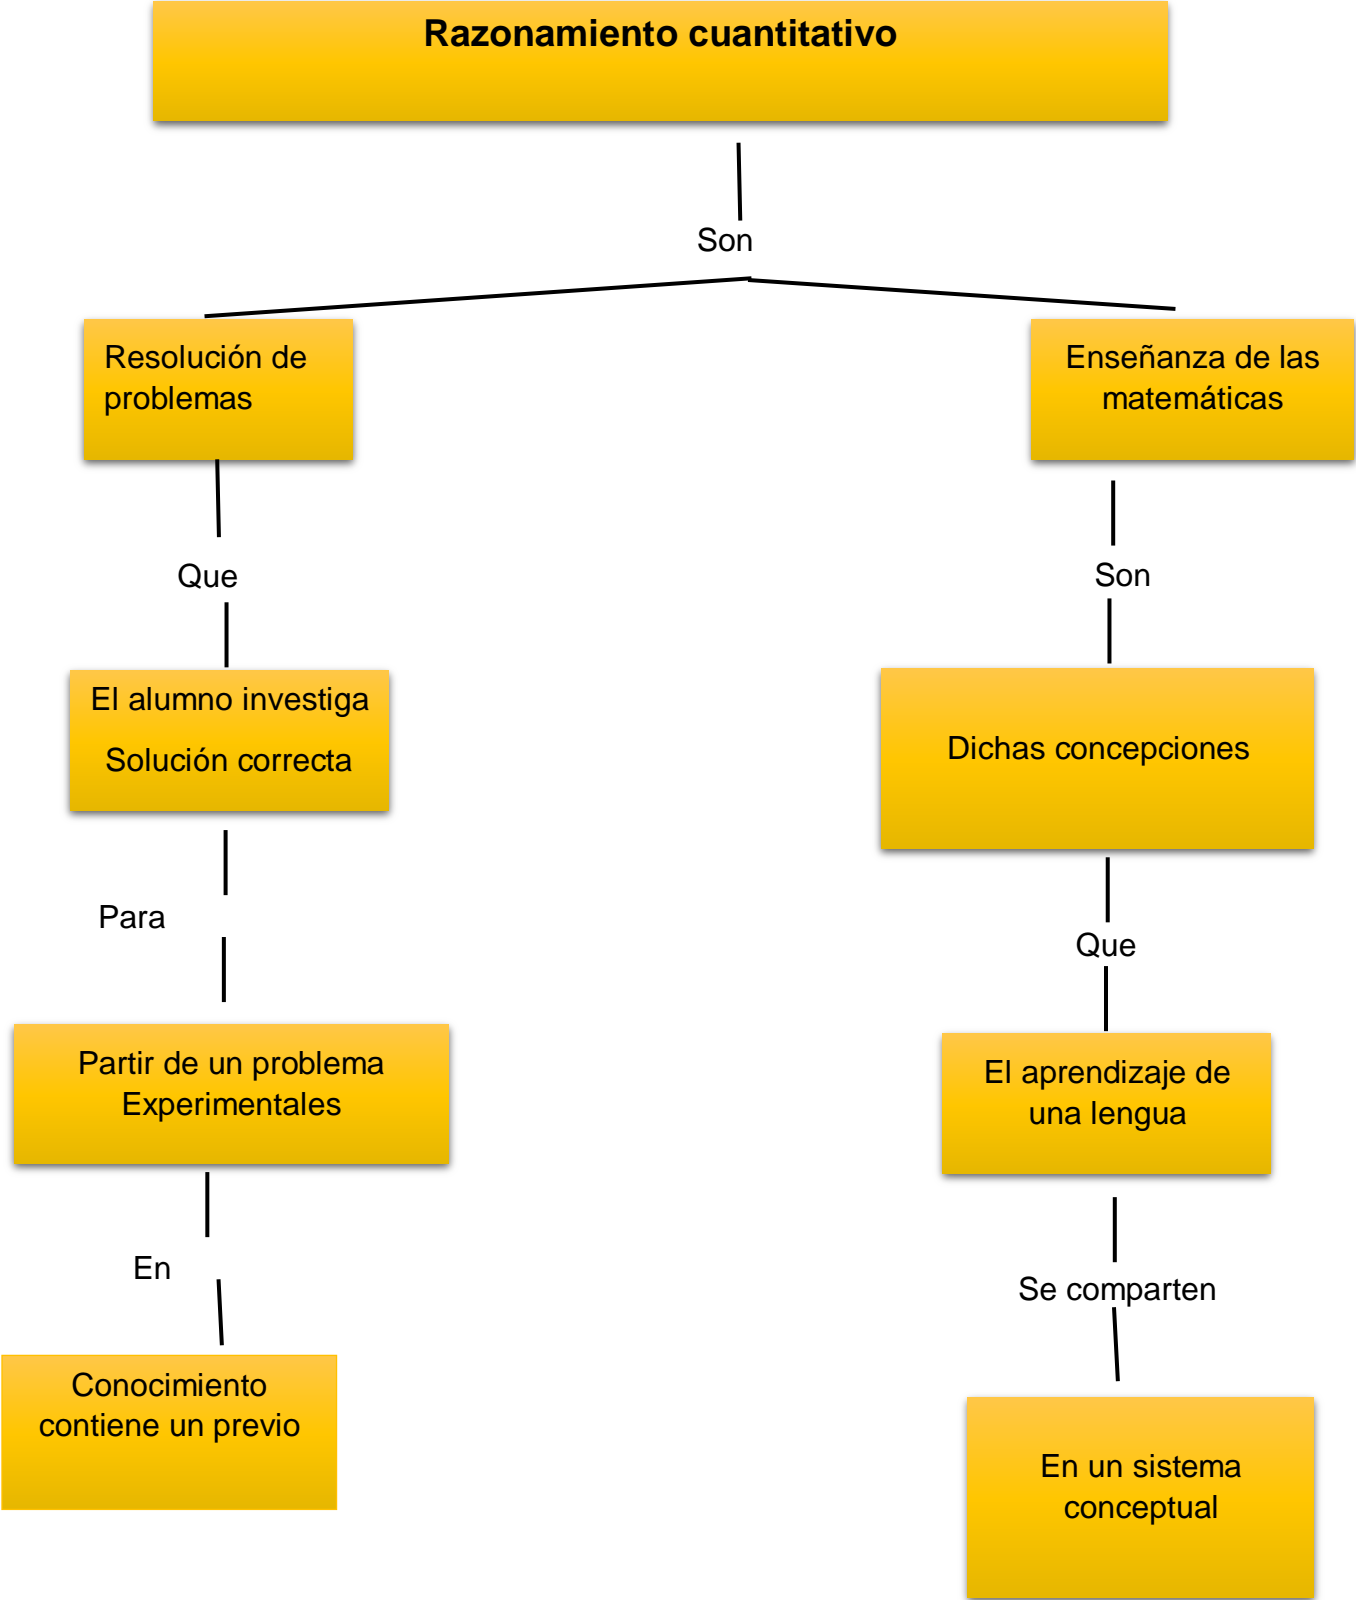 Razonamiento cuantitativo
Son
Resolución de
problemas
Enseñanza de las
matemáticas
Que
Son
El alumno investiga
Solución correcta
Dichas concepciones
Para
Que
Partir de un problema
Experimentales
El aprendizaje de
una lengua
En
Se comparten
Conocimiento
contiene un previo
En un sistema
conceptual